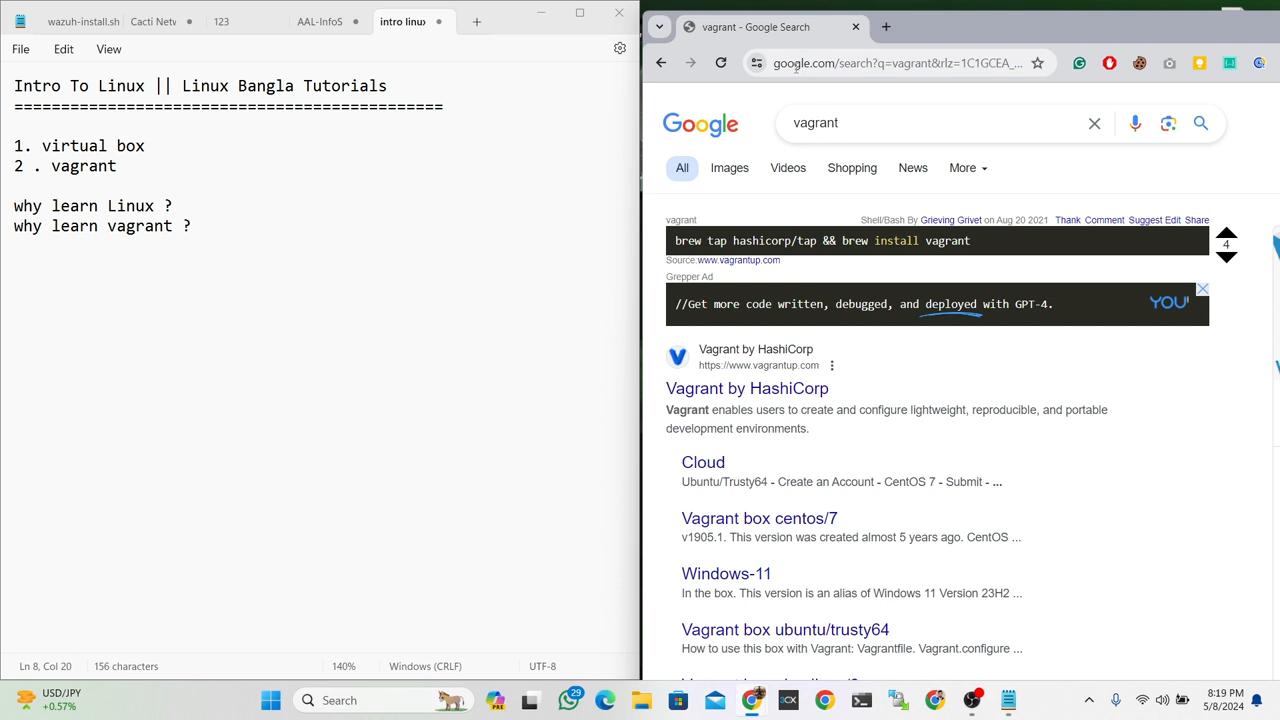 wazuh-install.sh
Cacti Netv
123
AAL-InfoS
intro linux
File Edit View
Intro To Linux || Linux Bangla Tutorials
==============================================
1. virtual box
2 . vagrant
why learn Linux ?
why learn vagrant ?
Ln 8, Col 20
156 characters
140%
Windows (CRLF)
UTF-8
vagrant - Google Search
google.com/search?q=vagrant&rlz=1C1GCEA_...
Google
vagrant
All Images Videos Shopping News More
vagrant
Shell/Bash By Grieving Grivet on Aug 20 2021 Thank Comment Suggest Edit Share
brew tap hashicorp/tap && brew install vagrant
4
Source:www.vagrantup.com
Grepper Ad
//Get more code written, debugged, and deployed with GPT-4.
YOU!
Vagrant by HashiCorp
https://www.vagrantup.com
Vagrant by HashiCorp
Vagrant enables users to create and configure lightweight, reproducible, and portable
development environments.
Cloud
Ubuntu/Trusty64 - Create an Account - CentOS 7 - Submit - ...
Vagrant box centos/7
v1905.1. This version was created almost 5 years ago. CentOS ...
Windows-11
In the box. This version is an alias of Windows 11 Version 23H2 ...
Vagrant box ubuntu/trusty64
How to use this box with Vagrant: Vagrantfile. Vagrant.configure ...
USD/JPY
+0.57%
Search
PRE
29
3CX
8:19 PM
5/8/2024